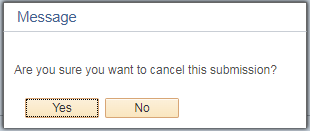 Message
Are you sure you want to cancel this submission?
Yes No